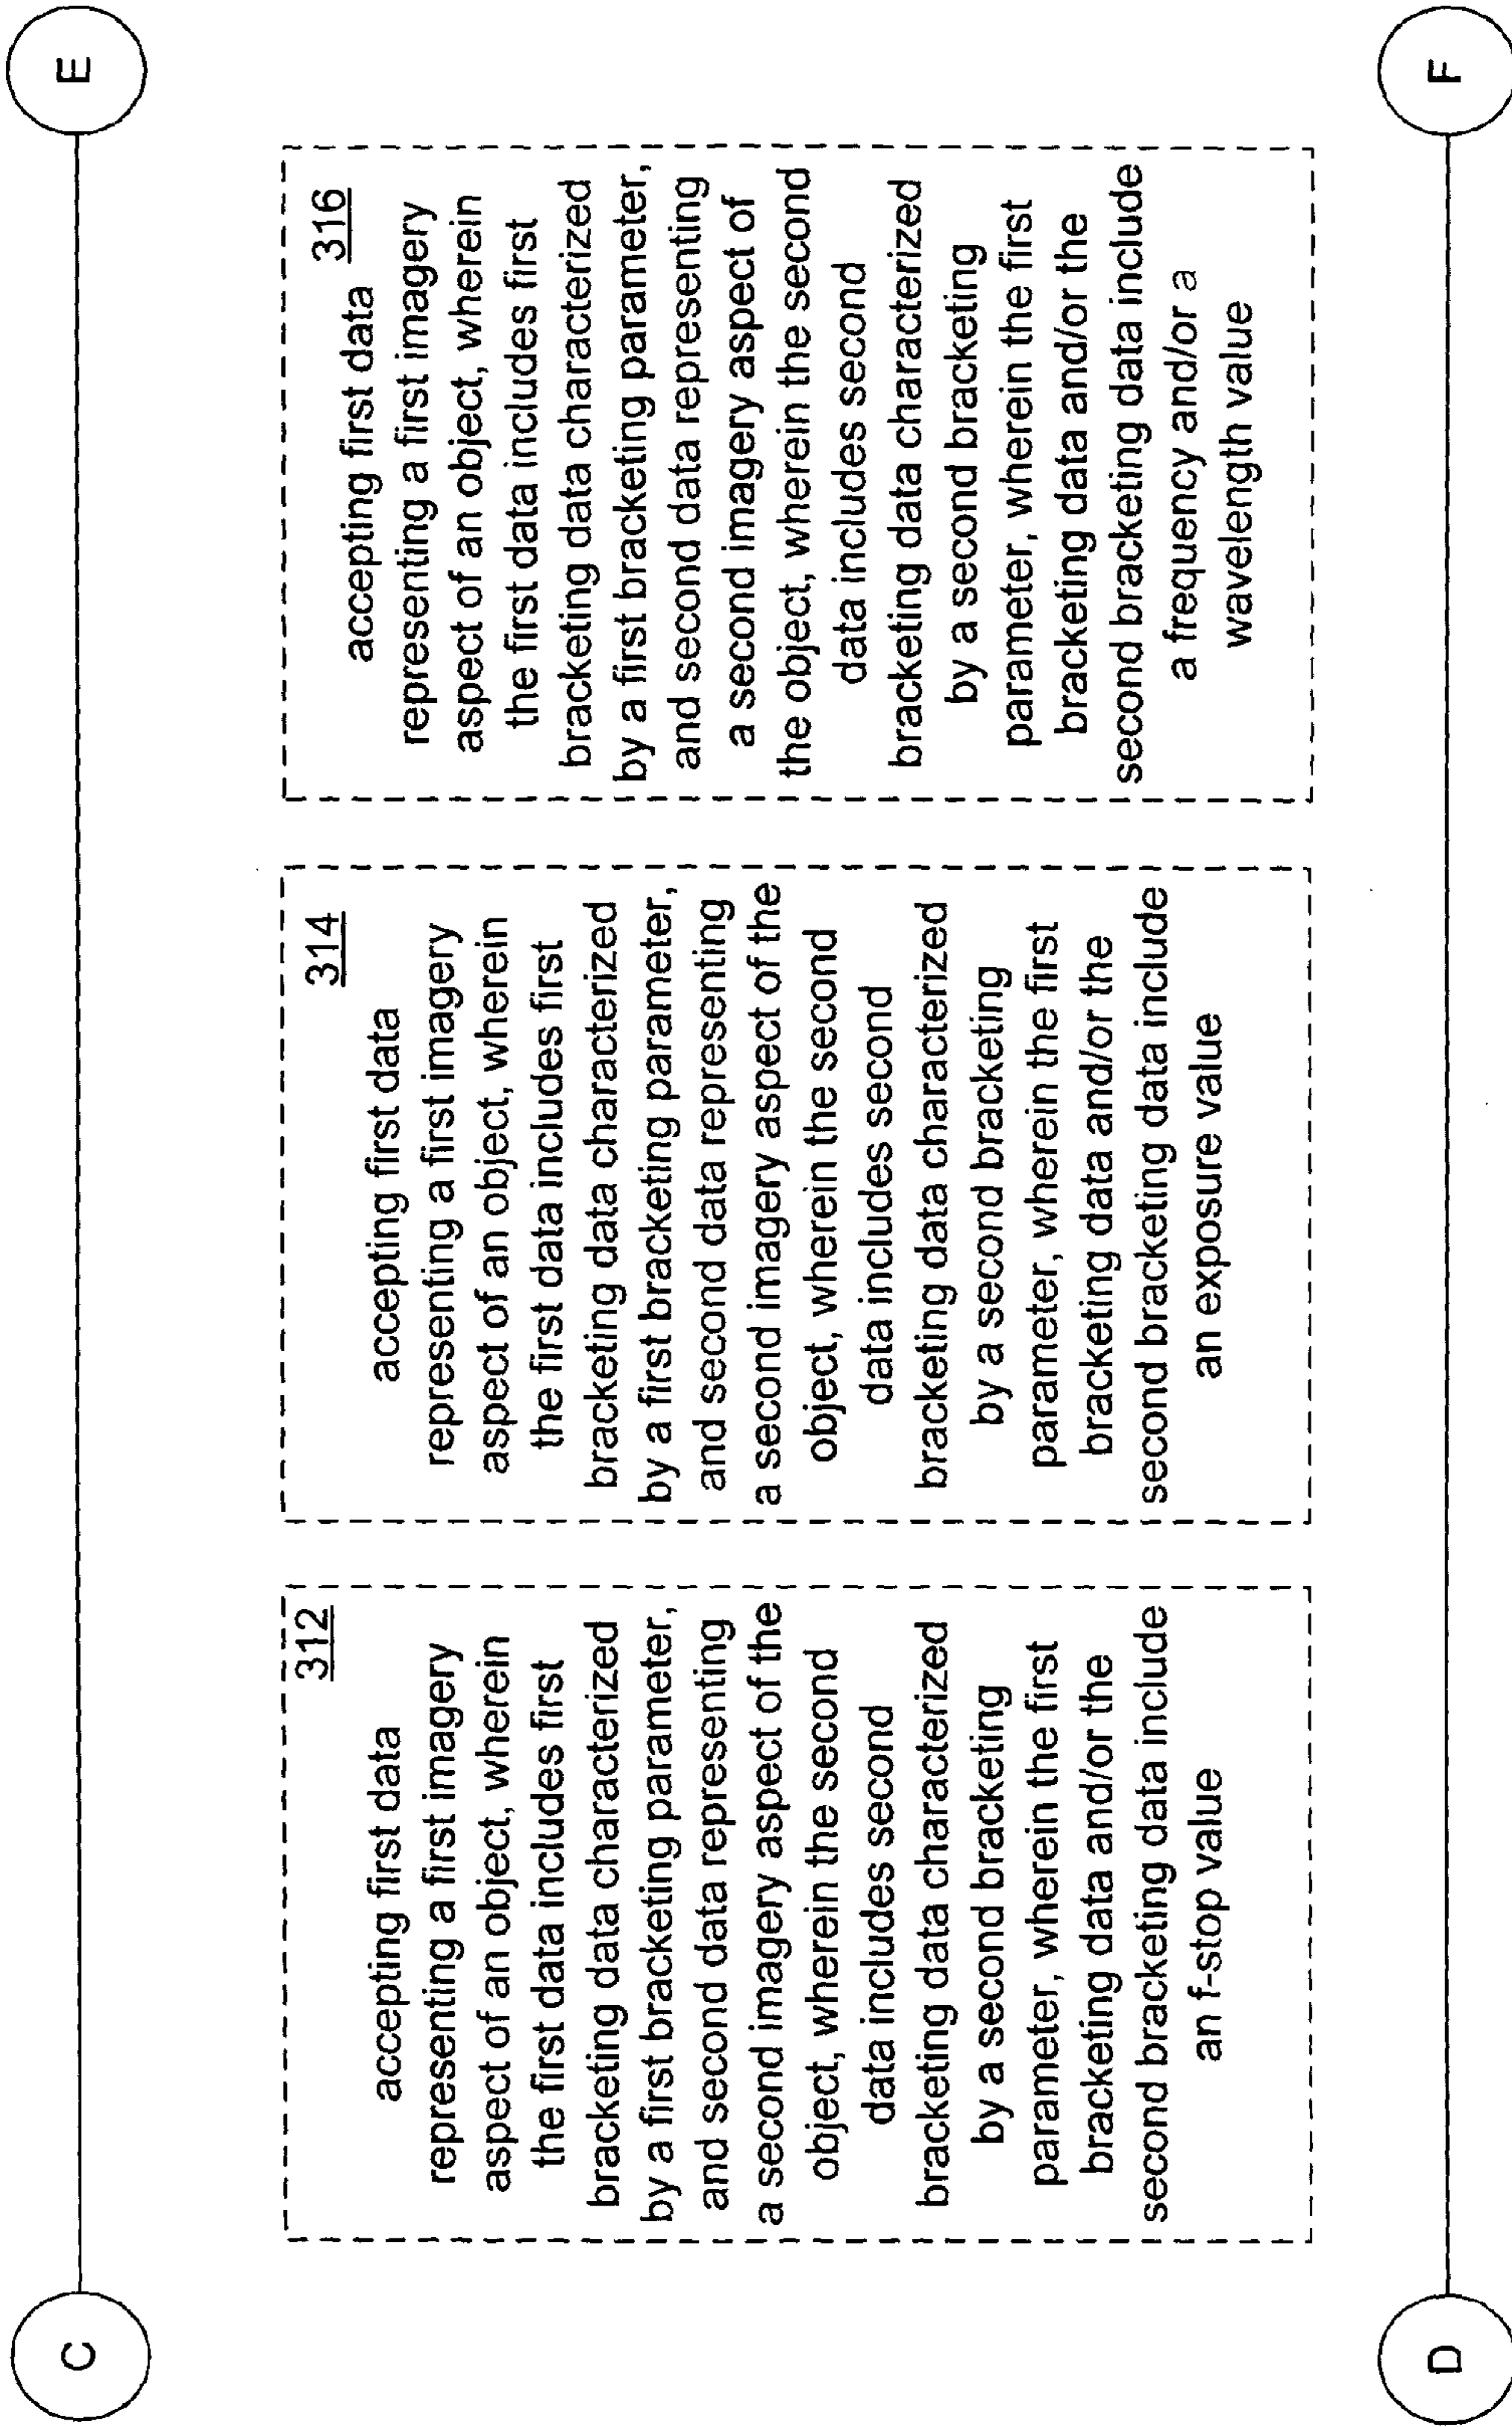 C
E
312
accepting first data
representing a first imagery
aspect of an object, wherein
the first data includes first
bracketing data characterized
by a first bracketing parameter,
and second data representing
a second imagery aspect of the
object, wherein the second
data includes second
bracketing data characterized
by a second bracketing
parameter, wherein the first
bracketing data and/or the
second bracketing data include
an f-stop value
314
accepting first data
representing a first imagery
aspect of an object, wherein
the first data includes first
bracketing data characterized
by a first bracketing parameter,
and second data representing
a second imagery aspect of the
object, wherein the second
data includes second
bracketing data characterized
by a second bracketing
parameter, wherein the first
bracketing data and/or the
second bracketing data include
an exposure value
316
accepting first data
representing a first imagery
aspect of an object, wherein
the first data includes first
bracketing data characterized
by a first bracketing parameter,
and second data representing
a second imagery aspect of
the object, wherein the second
data includes second
bracketing data characterized
by a second bracketing
parameter, wherein the first
bracketing data and/or the
second bracketing data include
a frequency and/or a
wavelength value
D
F